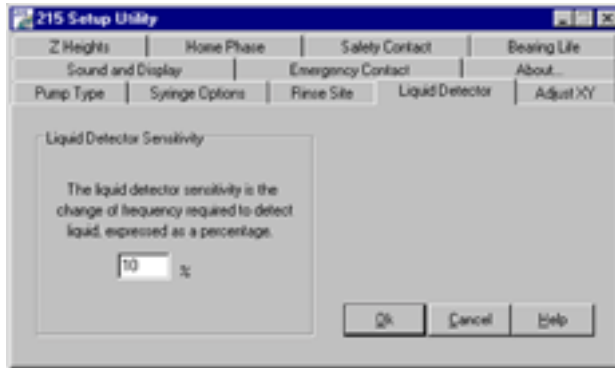 215 Setup Utility
Z Heights Home Phase Safety Contact Bearing Life
Sound and Display Emergency Contact About...
Pump Type Syringe Options Rinse Site Liquid Detector Adjust XY
Liquid Detector Sensitivity
The liquid detector sensitivity is the
change of frequency required to detect
liquid, expressed as a percentage.
10 %
Ok Cancel Help